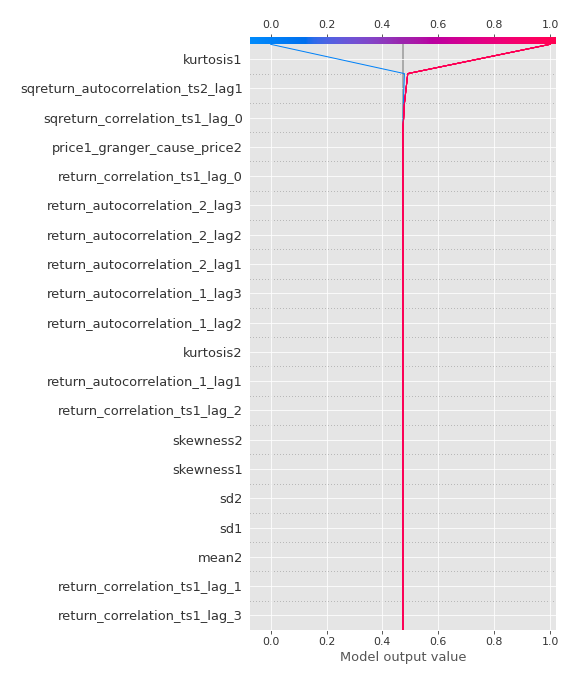 0.0 0.2 0.4 0.6 0.8 1.0
kurtosis1
sqreturn_autocorrelation_ts2_lag1
sqreturn_correlation_ts1_lag_0
price1_granger_cause_price2
return_correlation_ts1_lag_0
return_autocorrelation_2_lag3
return_autocorrelation_2_lag2
return_autocorrelation_2_lag1
return_autocorrelation_1_lag3
return_autocorrelation_1_lag2
kurtosis2
return_autocorrelation_1_lag1
return_correlation_ts1_lag_2
skewness2
skewness1
sd2
sd1
mean2
return_correlation_ts1_lag_1
return_correlation_ts1_lag_3
0.0 0.2 0.4 0.6 0.8 1.0
Model output value